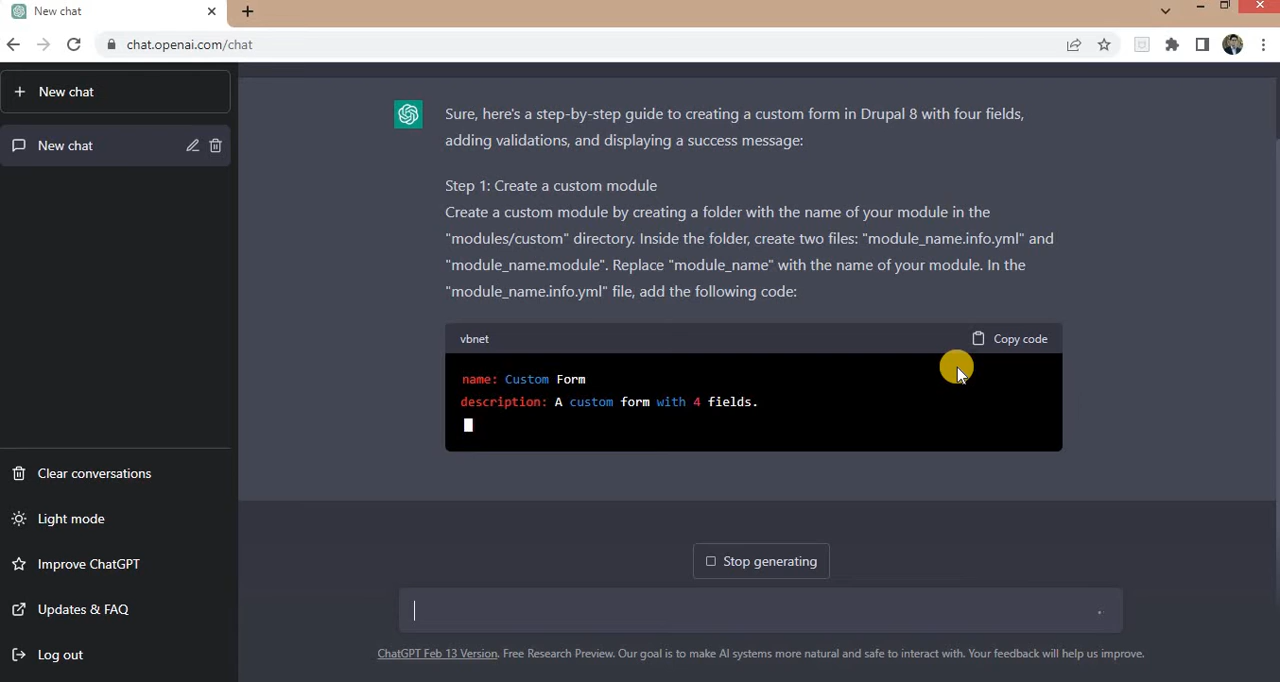 New chat
chat.openai.com/chat
New chat
New chat
Clear conversations
Light mode
Improve ChatGPT
Updates & FAQ
Log out
Sure, here's a step-by-step guide to creating a custom form in Drupal 8 with four fields,
adding validations, and displaying a success message:
Step 1: Create a custom module
Create a custom module by creating a folder with the name of your module in the
"modules/custom" directory. Inside the folder, create two files: "module_name.info.yml" and
"module_name.module". Replace "module_name" with the name of your module. In the
"module_name.info.yml" file, add the following code:
vbnet Copy code
name: Custom Form
description: A custom form with 4 fields.
Stop generating
ChatGPT Feb 13 Version. Free Research Preview. Our goal is to make AI systems more natural and safe to interact with. Your feedback will help us improve.